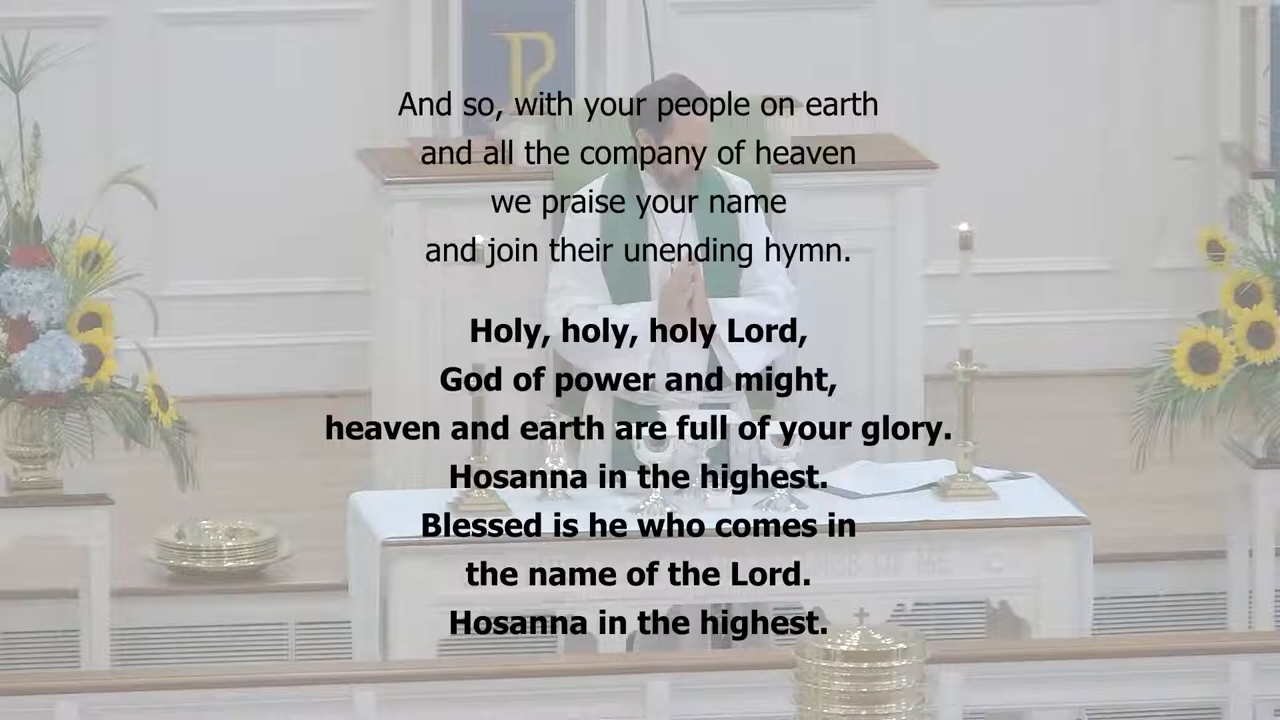 And so, with your people on earth
and all the company of heaven
we praise your name
and join their unending hymn.
Holy, holy, holy Lord,
God of power and might,
heaven and earth are full of your glory.
Hosanna in the highest.
Blessed is he who comes in
the name of the Lord.
Hosanna in the highest.
OF ME